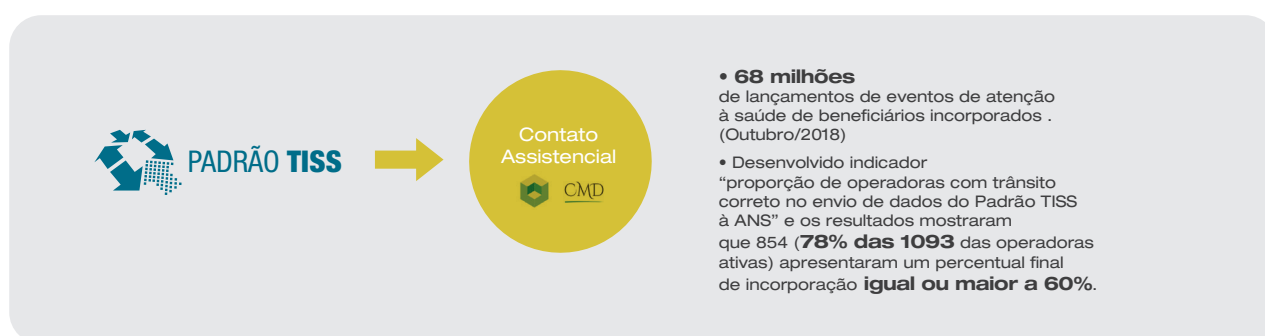 PADRÃO TISS
Contato
Assistencial
CMD
• 68 milhões
de lançamentos de eventos de atenção
à saúde de beneficiários incorporados .
(Outubro/2018)
• Desenvolvido indicador
“proporção de operadoras com trânsito
correto no envio de dados do Padrão TISS
à ANS” e os resultados mostraram
que 854 (78% das 1093 das operadoras
ativas) apresentaram um percentual final
de incorporação igual ou maior a 60%.